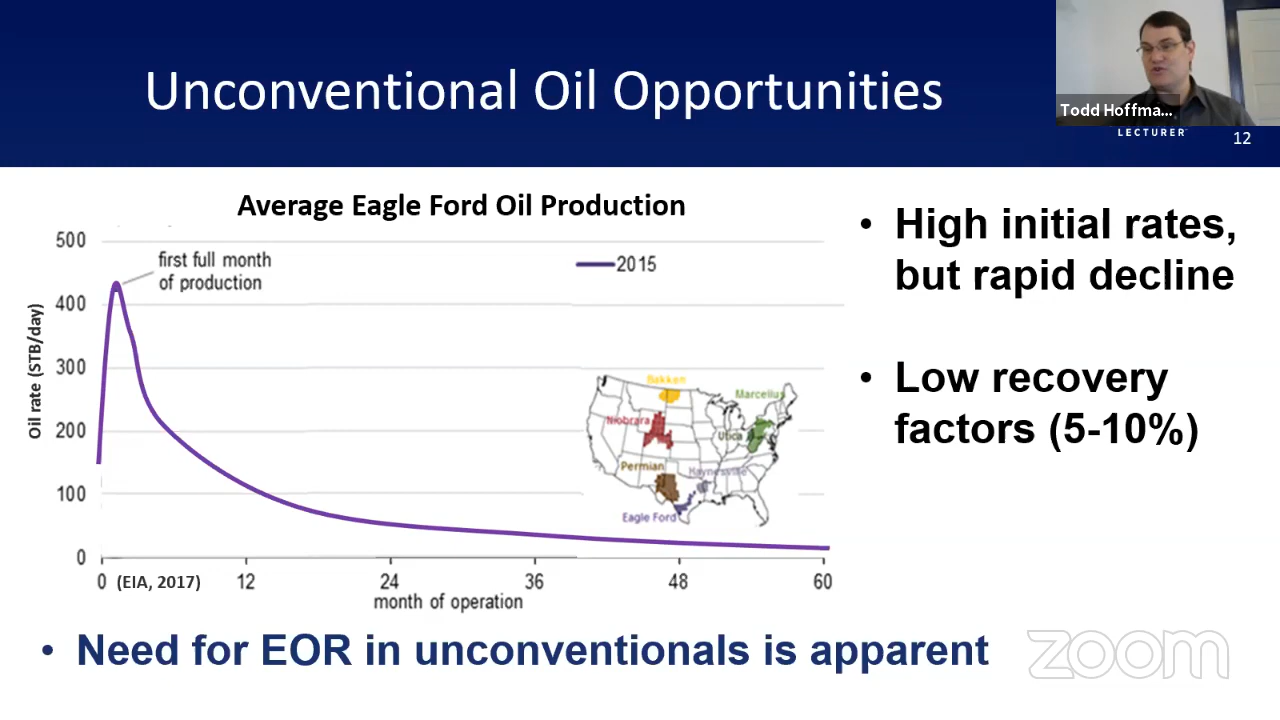 Unconventional Oil Opportunities
Todd Hoffma...
LECTURER
12
Average Eagle Ford Oil Production
500
400
300
200
100
0
Oil rate (STB/day)
first full month
of production
2015
Bakken
Marcellus
Niobrara
Utica
Permian
Haynesville
Eagle Ford
0 (EIA, 2017) 12 24 36 48 60
month of operation
• High initial rates,
but rapid decline
• Low recovery
factors (5-10%)
• Need for EOR in unconventionals is apparent
zoom